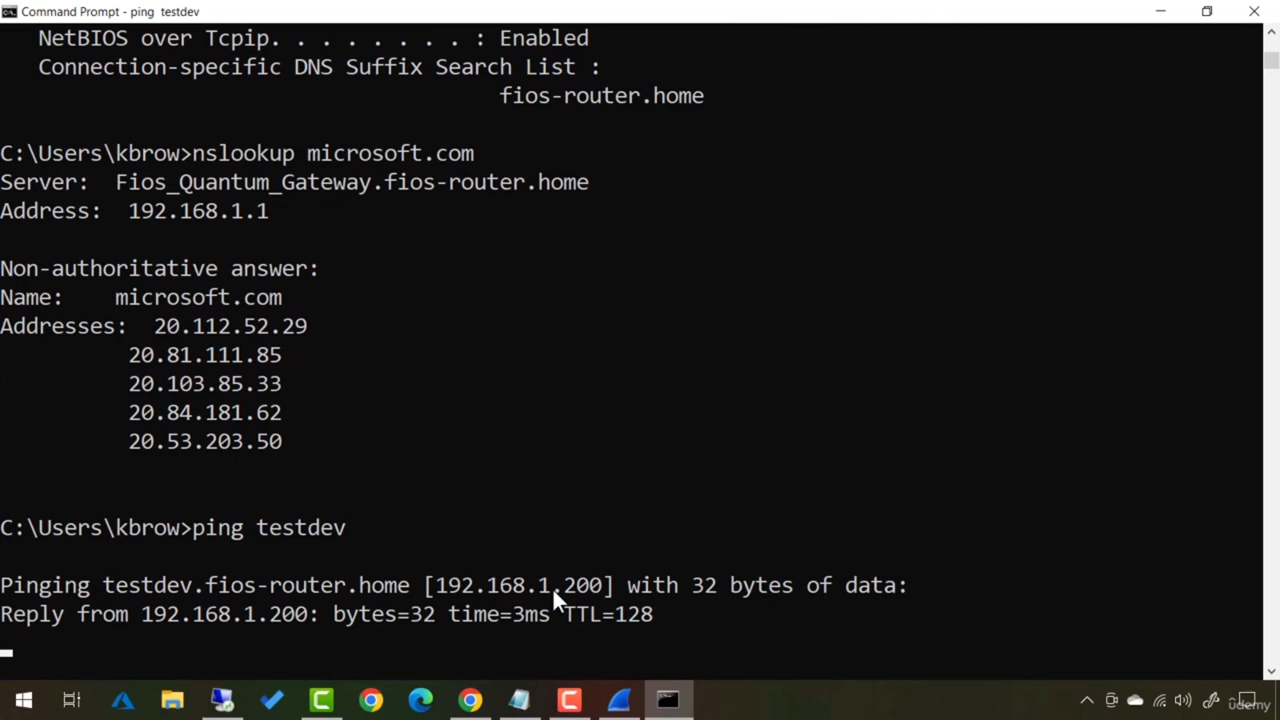 Command Prompt - ping  testdev
NetBIOS over Tcpip. . . . . . . . : Enabled
Connection-specific DNS Suffix Search List :
fios-router.home
C:\Users\kbrow>nslookup microsoft.com
Server:  Fios_Quantum_Gateway.fios-router.home
Address:  192.168.1.1
Non-authoritative answer:
Name:    microsoft.com
Addresses:  20.112.52.29
20.81.111.85
20.103.85.33
20.84.181.62
20.53.203.50
C:\Users\kbrow>ping testdev
Pinging testdev.fios-router.home [192.168.1.200] with 32 bytes of data:
Reply from 192.168.1.200: bytes=32 time=3ms TTL=128
udemy